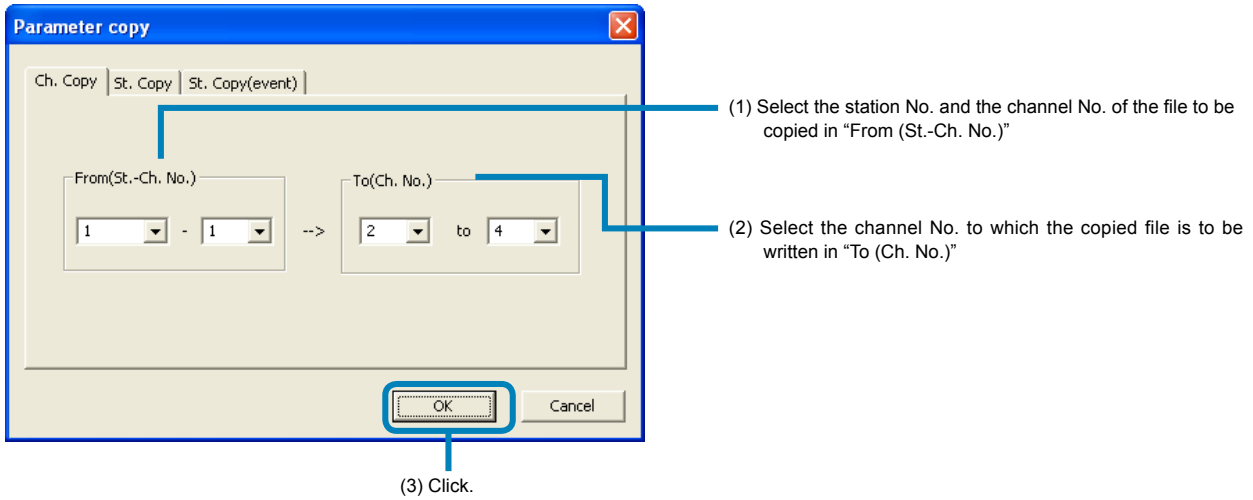 Parameter copy
Ch. Copy St. Copy St. Copy(event)
(1) Select the station No. and the channel No. of the file to be
copied in “From (St.-Ch. No.)”
From(St.-Ch. No.) To(Ch. No.)
1 - 1 --> 2 to 4
(2) Select the channel No. to which the copied file is to be
written in “To (Ch. No.)”
OK Cancel
(3) Click.